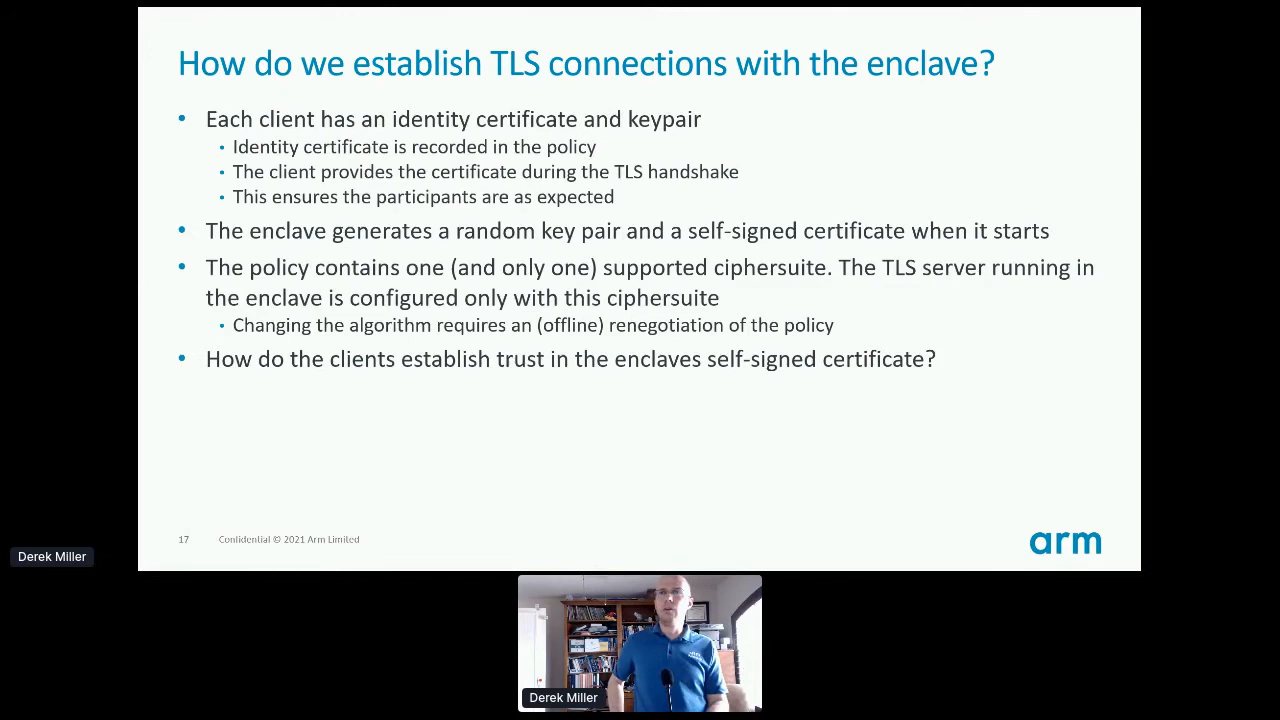 How do we establish TLS connections with the enclave?
• Each client has an identity certificate and keypair
• Identity certificate is recorded in the policy
• The client provides the certificate during the TLS handshake
• This ensures the participants are as expected
• The enclave generates a random key pair and a self-signed certificate when it starts
• The policy contains one (and only one) supported ciphersuite. The TLS server running in
the enclave is configured only with this ciphersuite
• Changing the algorithm requires an (offline) renegotiation of the policy
• How do the clients establish trust in the enclaves self-signed certificate?
17 Confidential © 2021 Arm Limited
arm
Derek Miller
Derek Miller